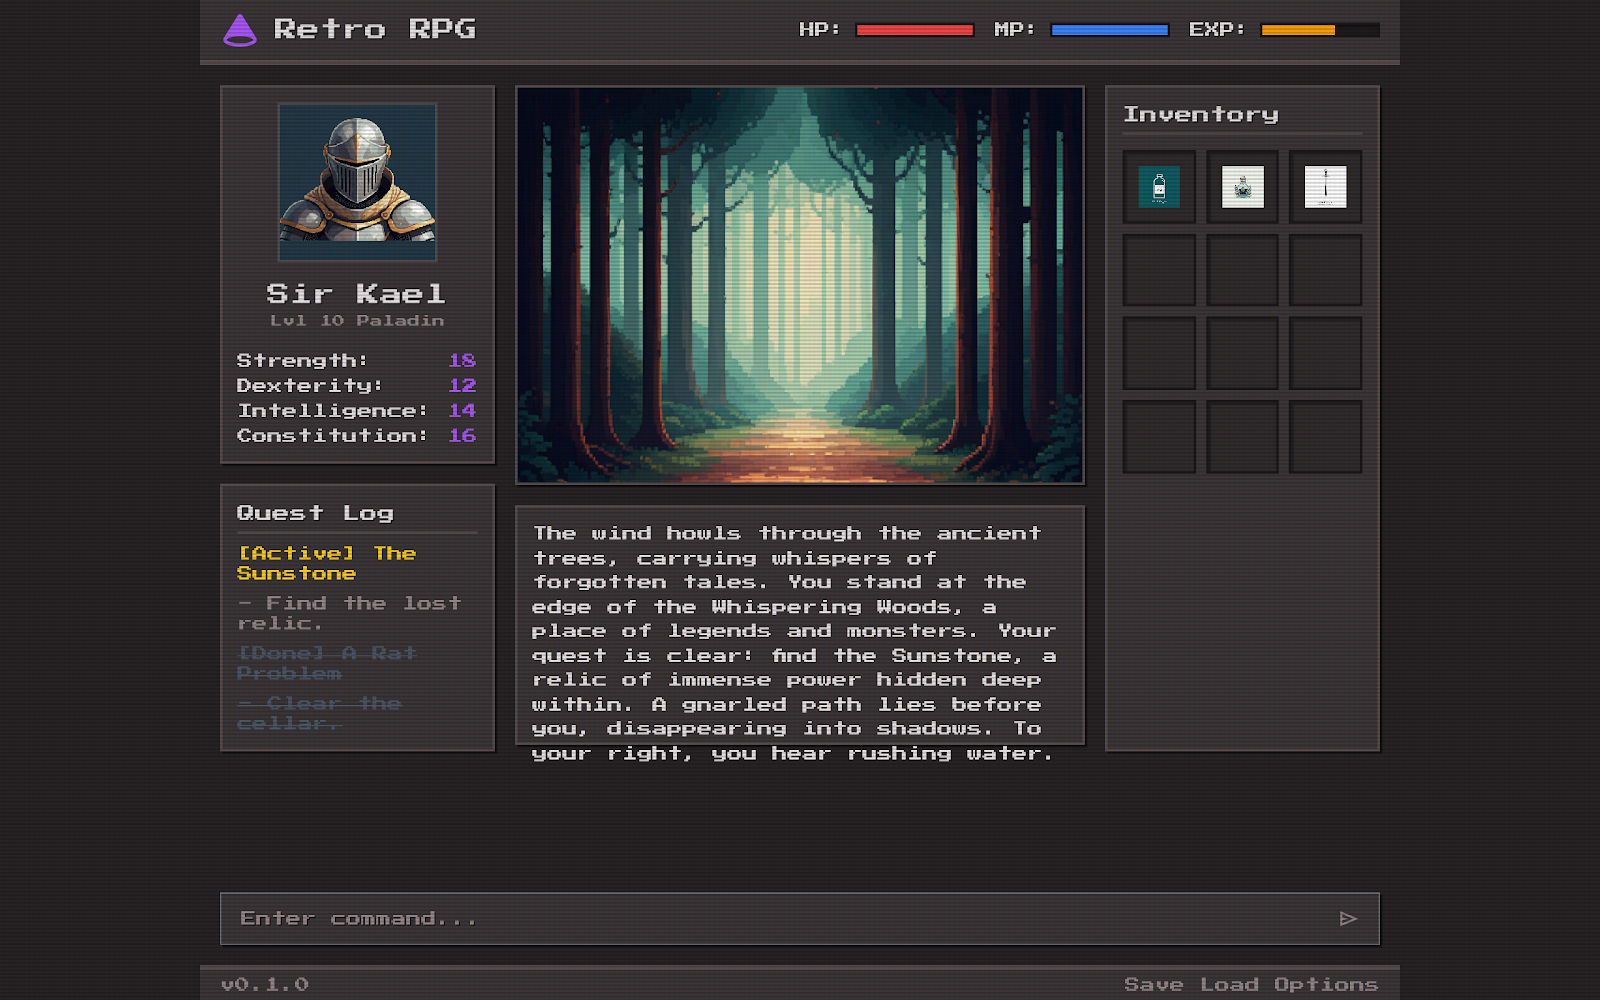 Retro RPG
HP:
MP:
EXP:
Sir Kael
Lvl 10 Paladin
Strength: 18
Dexterity: 12
Intelligence: 14
Constitution: 16
Quest Log
[Active] The
Sunstone
- Find the lost
relic.
[Done] A Rat
Problem
- Clear the
cellar.
The wind howls through the ancient
trees, carrying whispers of
forgotten tales. You stand at the
edge of the Whispering Woods, a
place of legends and monsters. Your
quest is clear: find the Sunstone, a
relic of immense power hidden deep
within. A gnarled path lies before
you, disappearing into shadows. To
your right, you hear rushing water.
Inventory
Enter command...
v0.1.0
Save Load Options